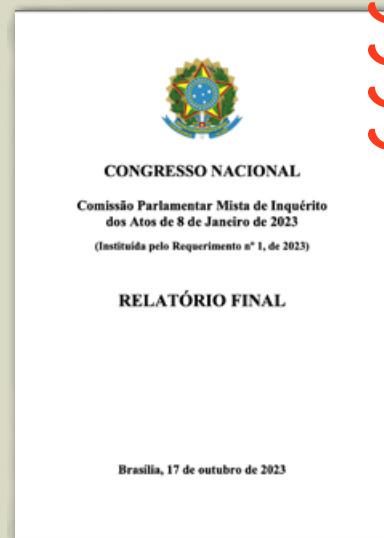 CONGRESSO NACIONAL
Comissão Parlamentar Mista de Inquérito
dos Atos de 8 de Janeiro de 2023
(Instituída pelo Requerimento nº 1, de 2023)
RELATÓRIO FINAL
Brasília, 17 de outubro de 2023